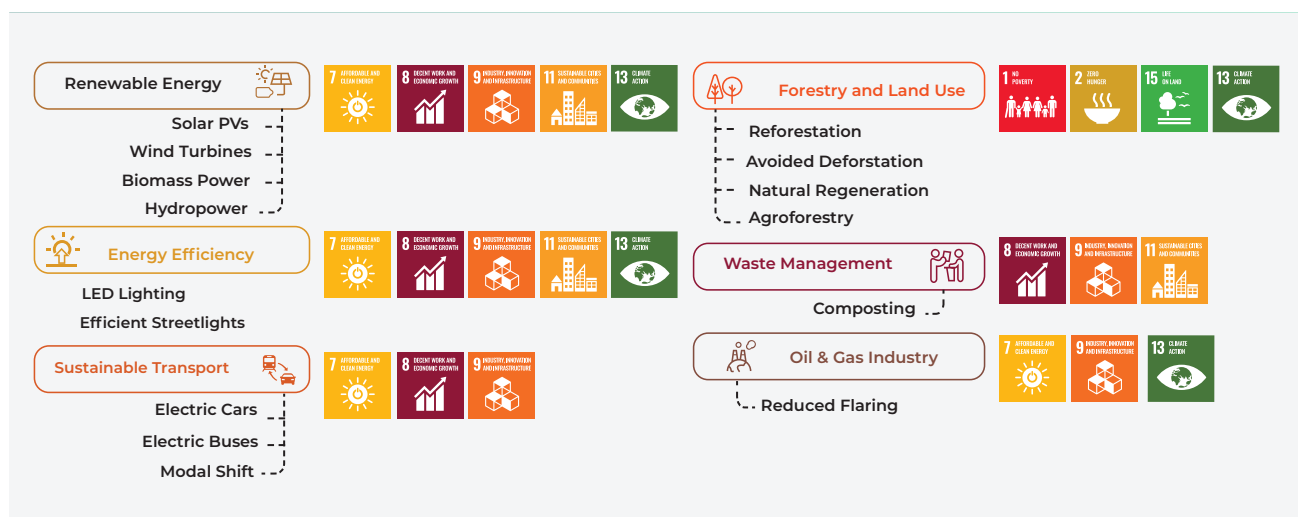 Renewable Energy
7 AFFORDABLE AND
CLEAN ENERGY
8 DECENT WORK AND
ECONOMIC GROWTH
9 INDUSTRY, INNOVATION
AND INFRASTRUCTURE
11 SUSTAINABLE CITIES
AND COMMUNITIES
13 CLIMATE
ACTION
Solar PVs
Wind Turbines
Biomass Power
Hydropower
Energy Efficiency
7 AFFORDABLE AND
CLEAN ENERGY
8 DECENT WORK AND
ECONOMIC GROWTH
9 INDUSTRY, INNOVATION
AND INFRASTRUCTURE
11 SUSTAINABLE CITIES
AND COMMUNITIES
13 CLIMATE
ACTION
LED Lighting
Efficient Streetlights
Sustainable Transport
7 AFFORDABLE AND
CLEAN ENERGY
8 DECENT WORK AND
ECONOMIC GROWTH
9 INDUSTRY, INNOVATION
AND INFRASTRUCTURE
Electric Cars
Electric Buses
Modal Shift
Forestry and Land Use
1 NO
POVERTY
2 ZERO
HUNGER
15 LIFE
ON LAND
13 CLIMATE
ACTION
Reforestation
Avoided Deforstation
Natural Regeneration
Agroforestry
Waste Management
8 DECENT WORK AND
ECONOMIC GROWTH
9 INDUSTRY, INNOVATION
AND INFRASTRUCTURE
11 SUSTAINABLE CITIES
AND COMMUNITIES
Composting
Oil & Gas Industry
7 AFFORDABLE AND
CLEAN ENERGY
9 INDUSTRY, INNOVATION
AND INFRASTRUCTURE
13 CLIMATE
ACTION
Reduced Flaring